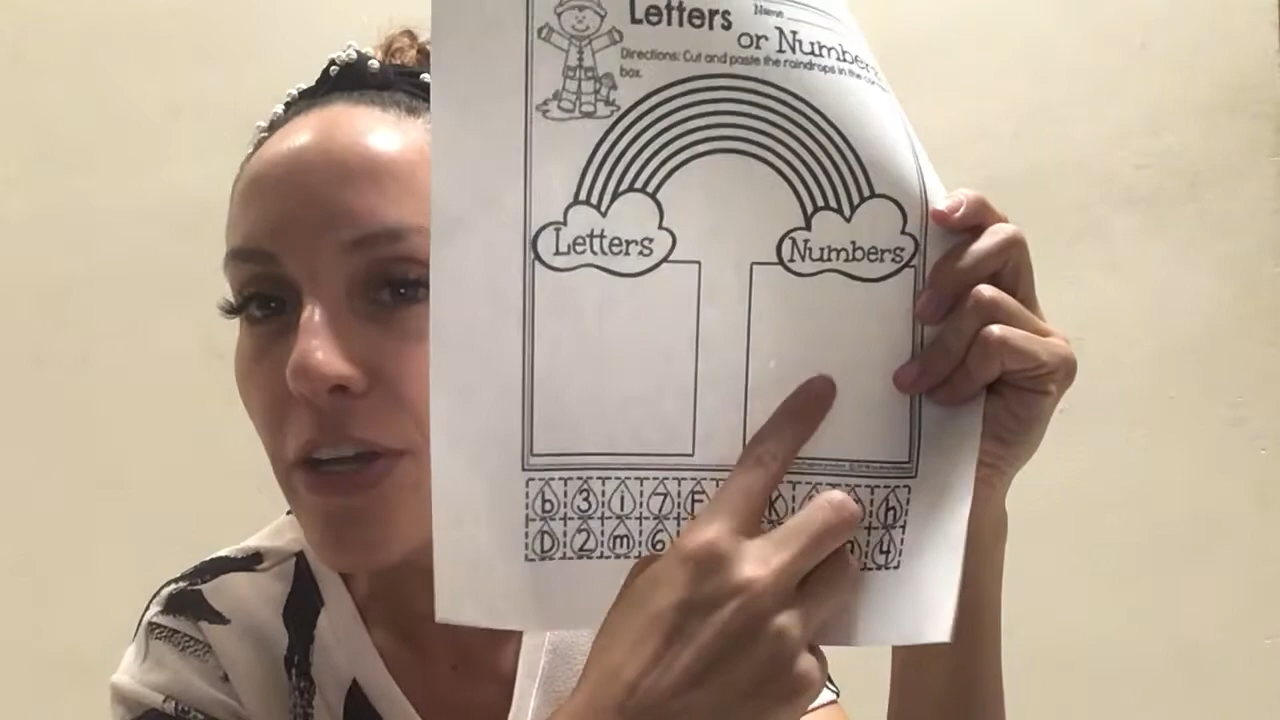 Letters
Name
or Numbers
Directions: Cut and paste the raindrops in the
box.
Letters
Numbers
b 3 i 7 F K h
D 2 m 6 4